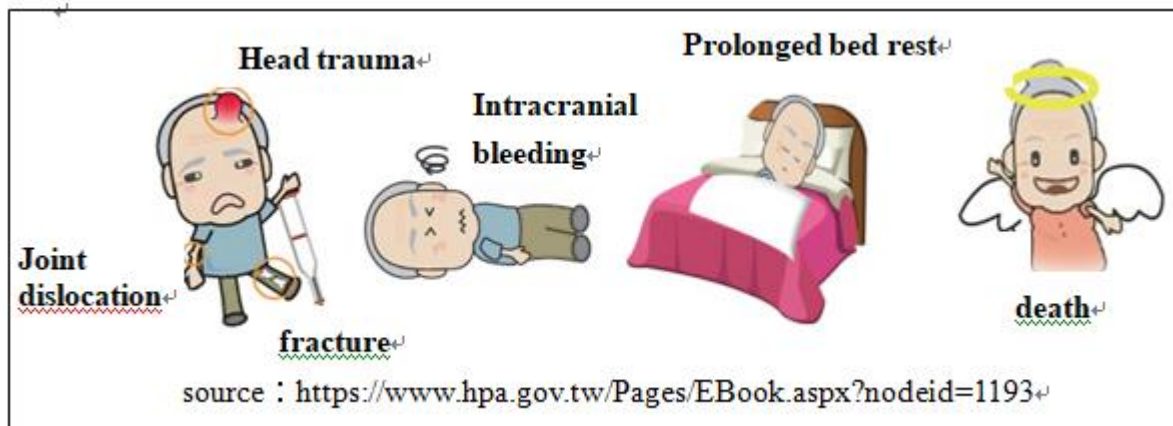 Head trauma
Prolonged bed rest
Intracranial
bleeding
Joint
dislocation
fracture
death
source：https://www.hpa.gov.tw/Pages/EBook.aspx?nodeid=1193